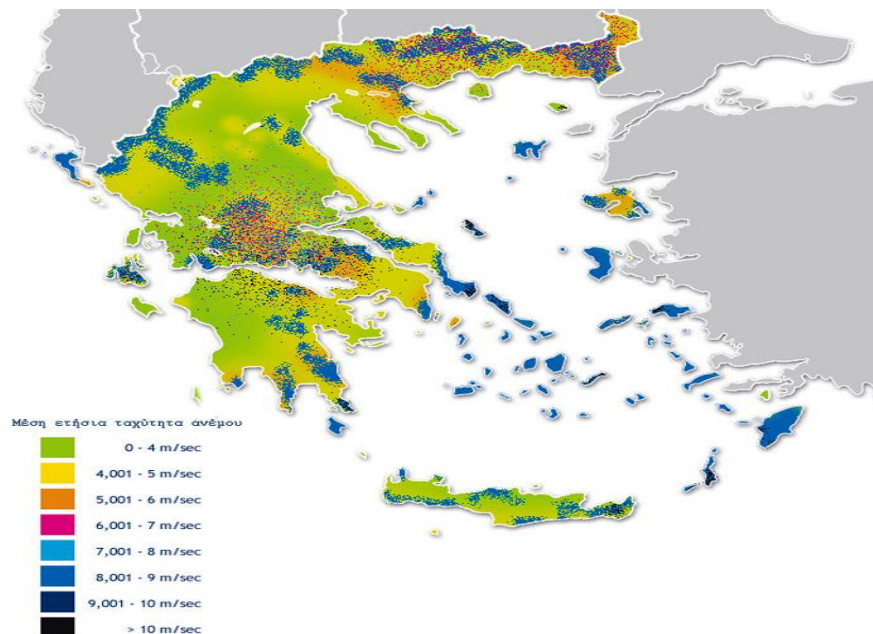 Μέση ετήσια ταχύτητα ανέμου
0 - 4 m/sec
4,001 - 5 m/sec
5,001 - 6 m/sec
6,001 - 7 m/sec
7,001 - 8 m/sec
8,001 - 9 m/sec
9,001 - 10 m/sec
> 10 m/sec